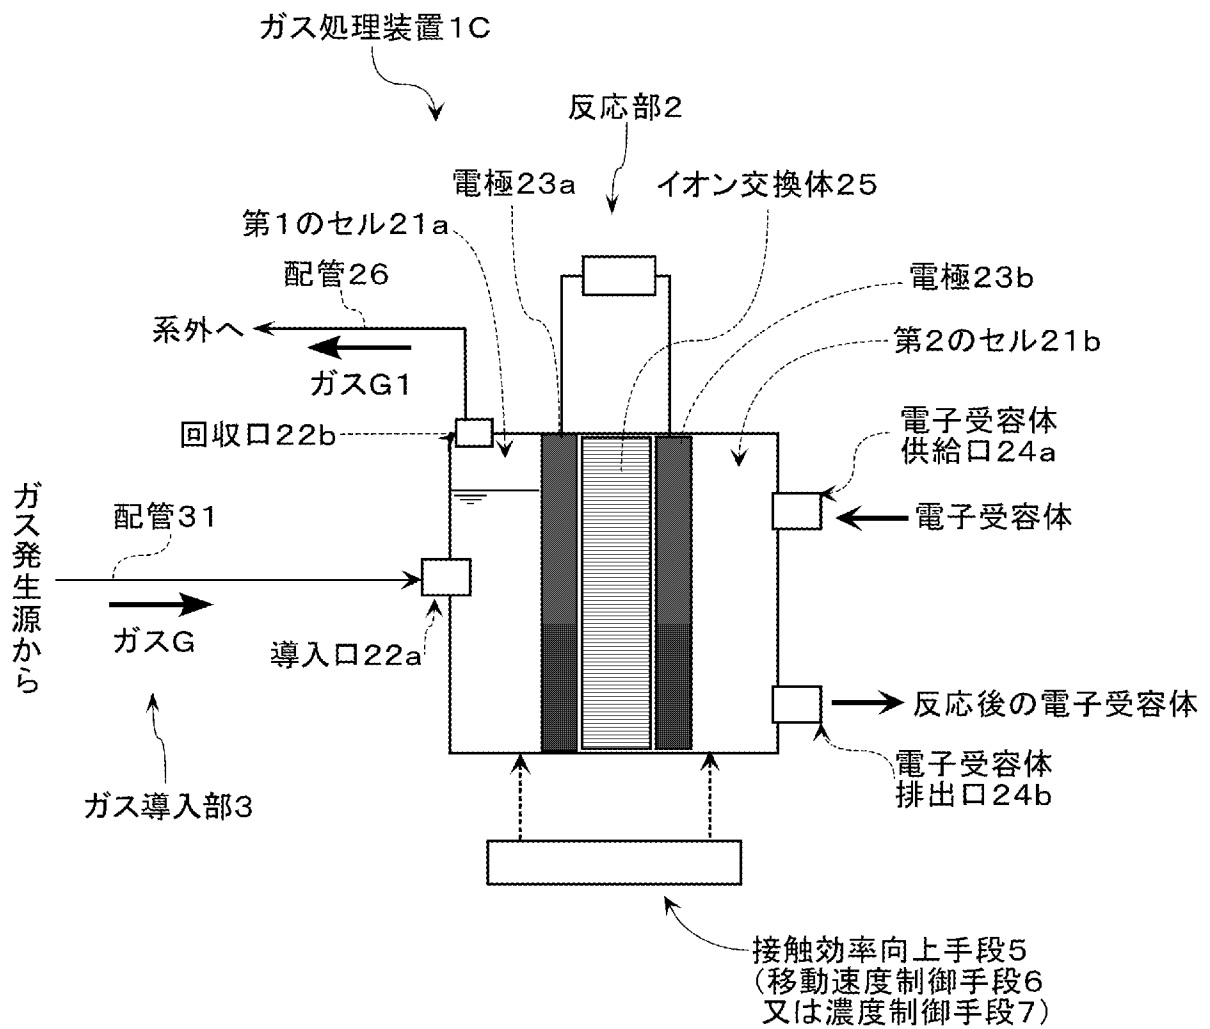 ガス処理装置1C
反応部2
電極23a
イオン交換体25
第1のセル21a
配管26
電極23b
系外へ
第2のセル21b
ガスG1
回収口22b
電子受容体
供給口24a
ガス発生源から
配管31
電子受容体
ガスG
導入口22a
反応後の電子受容体
電子受容体
排出口24b
ガス導入部3
接触効率向上手段5
(移動速度制御手段6
又は濃度制御手段7)